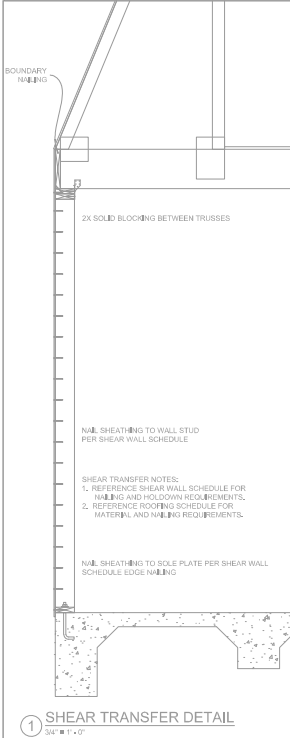 BOUNDARY
NAILING
2X SOLID BLOCKING BETWEEN TRUSSES
NAIL SHEATHING TO WALL STUD
PER SHEAR WALL SCHEDULE
SHEAR TRANSFER NOTES:
1. REFERENCE SHEAR WALL SCHEDULE FOR
NAILING AND HOLDOWN REQUIREMENTS.
2. REFERENCE ROOFING SCHEDULE FOR
MATERIAL AND NAILING REQUIREMENTS.
NAIL SHEATHING TO SOLE PLATE PER SHEAR WALL
SCHEDULE EDGE NAILING
1 SHEAR TRANSFER DETAIL
3/4" = 1'-0"